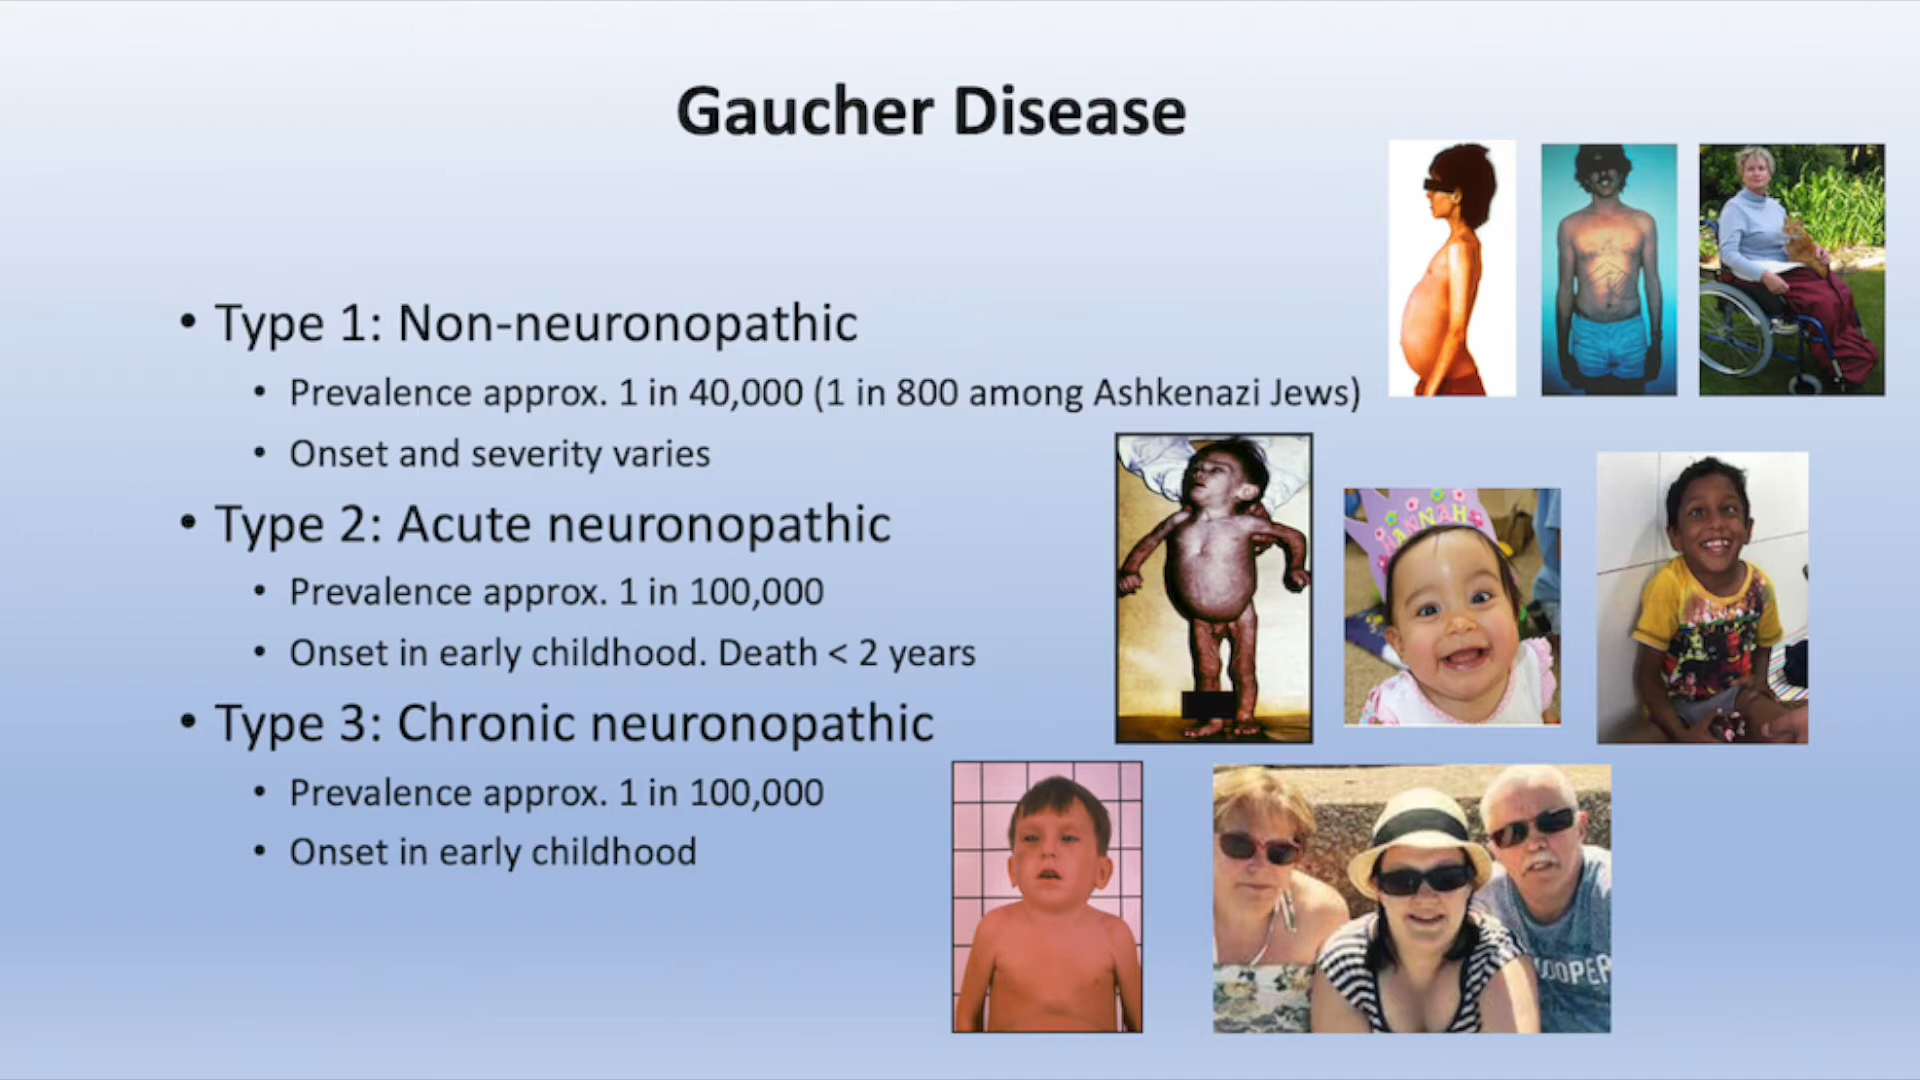 Gaucher Disease
• Type 1: Non-neuronopathic
• Prevalence approx. 1 in 40,000 (1 in 800 among Ashkenazi Jews)
• Onset and severity varies
• Type 2: Acute neuronopathic
• Prevalence approx. 1 in 100,000
• Onset in early childhood. Death < 2 years
• Type 3: Chronic neuronopathic
• Prevalence approx. 1 in 100,000
• Onset in early childhood
HANNAH
OOPER